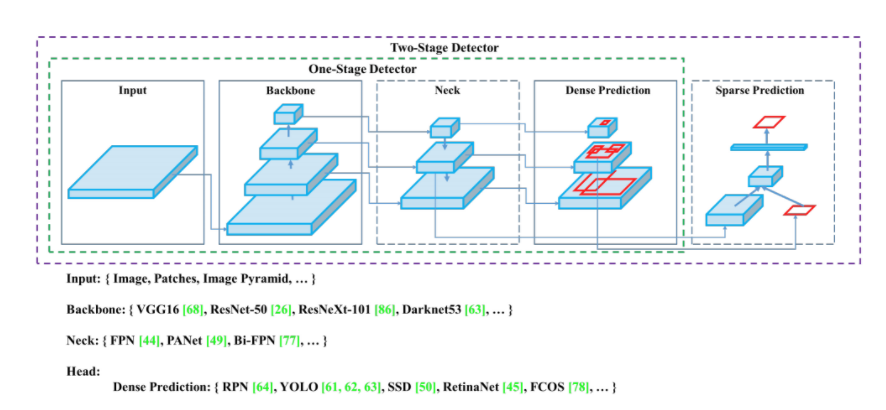 Two-Stage Detector
One-Stage Detector
Input
Backbone
Neck
Dense Prediction
Sparse Prediction
Input: { Image, Patches, Image Pyramid, … }
Backbone: { VGG16 [68], ResNet-50 [26], ResNeXt-101 [86], Darknet53 [63], … }
Neck: { FPN [44], PANet [49], Bi-FPN [77], … }
Head:
Dense Prediction: { RPN [64], YOLO [61, 62, 63], SSD [50], RetinaNet [45], FCOS [78], … }